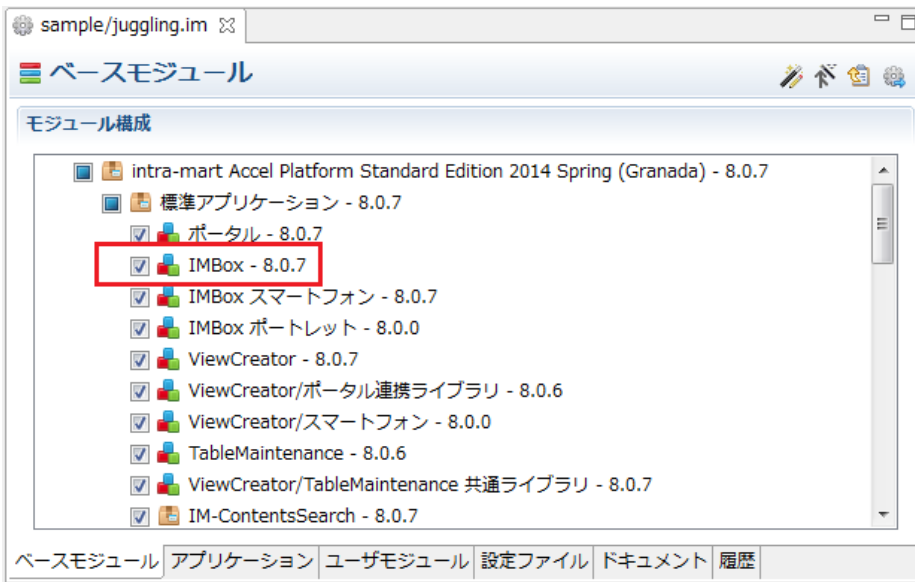 sample/juggling.im
ベースモジュール
モジュール構成
intra-mart Accel Platform Standard Edition 2014 Spring (Granada) - 8.0.7
標準アプリケーション - 8.0.7
ポータル - 8.0.7
IMBox - 8.0.7
IMBox スマートフォン - 8.0.7
IMBox ポートレット - 8.0.0
ViewCreator - 8.0.7
ViewCreator/ポータル連携ライブラリ - 8.0.6
ViewCreator/スマートフォン - 8.0.0
TableMaintenance - 8.0.6
ViewCreator/TableMaintenance 共通ライブラリ - 8.0.7
IM-ContentsSearch - 8.0.7
ベースモジュール アプリケーション ユーザモジュール 設定ファイル ドキュメント 履歴